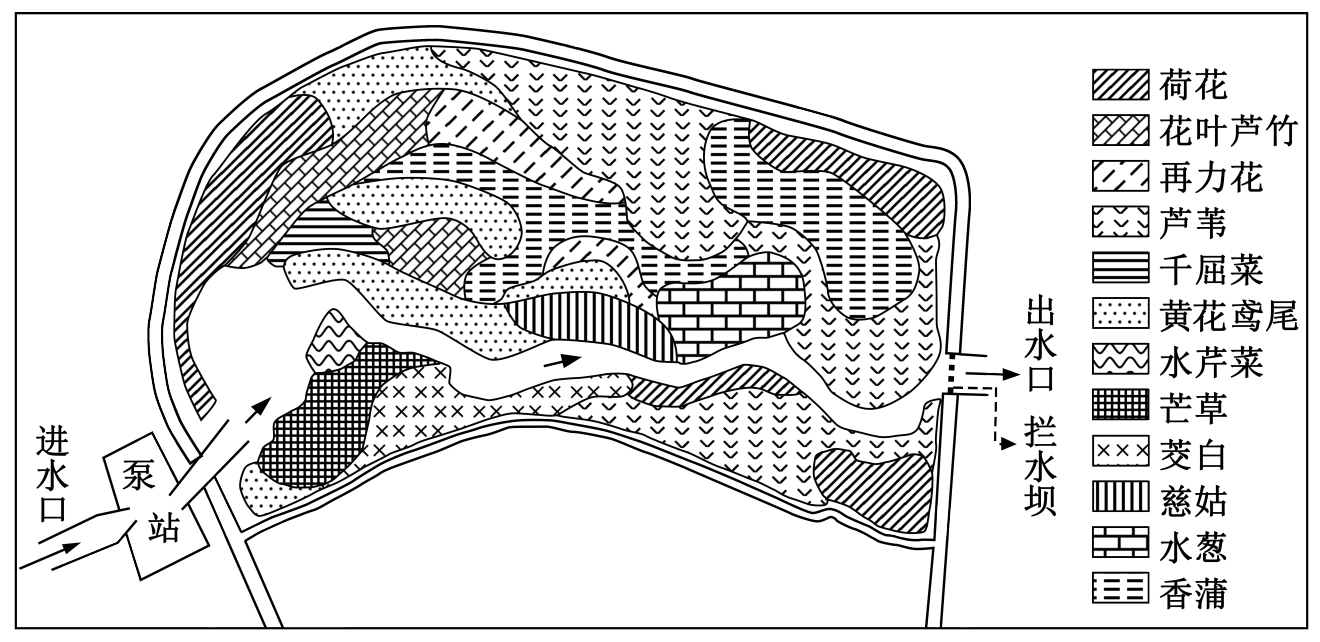 荷花
花叶芦竹
再力花
芦苇
千屈菜
黄花鸢尾
水芹菜
芒草
茭白
慈姑
水葱
香蒲
进水口
泵站
出水口
拦水坝